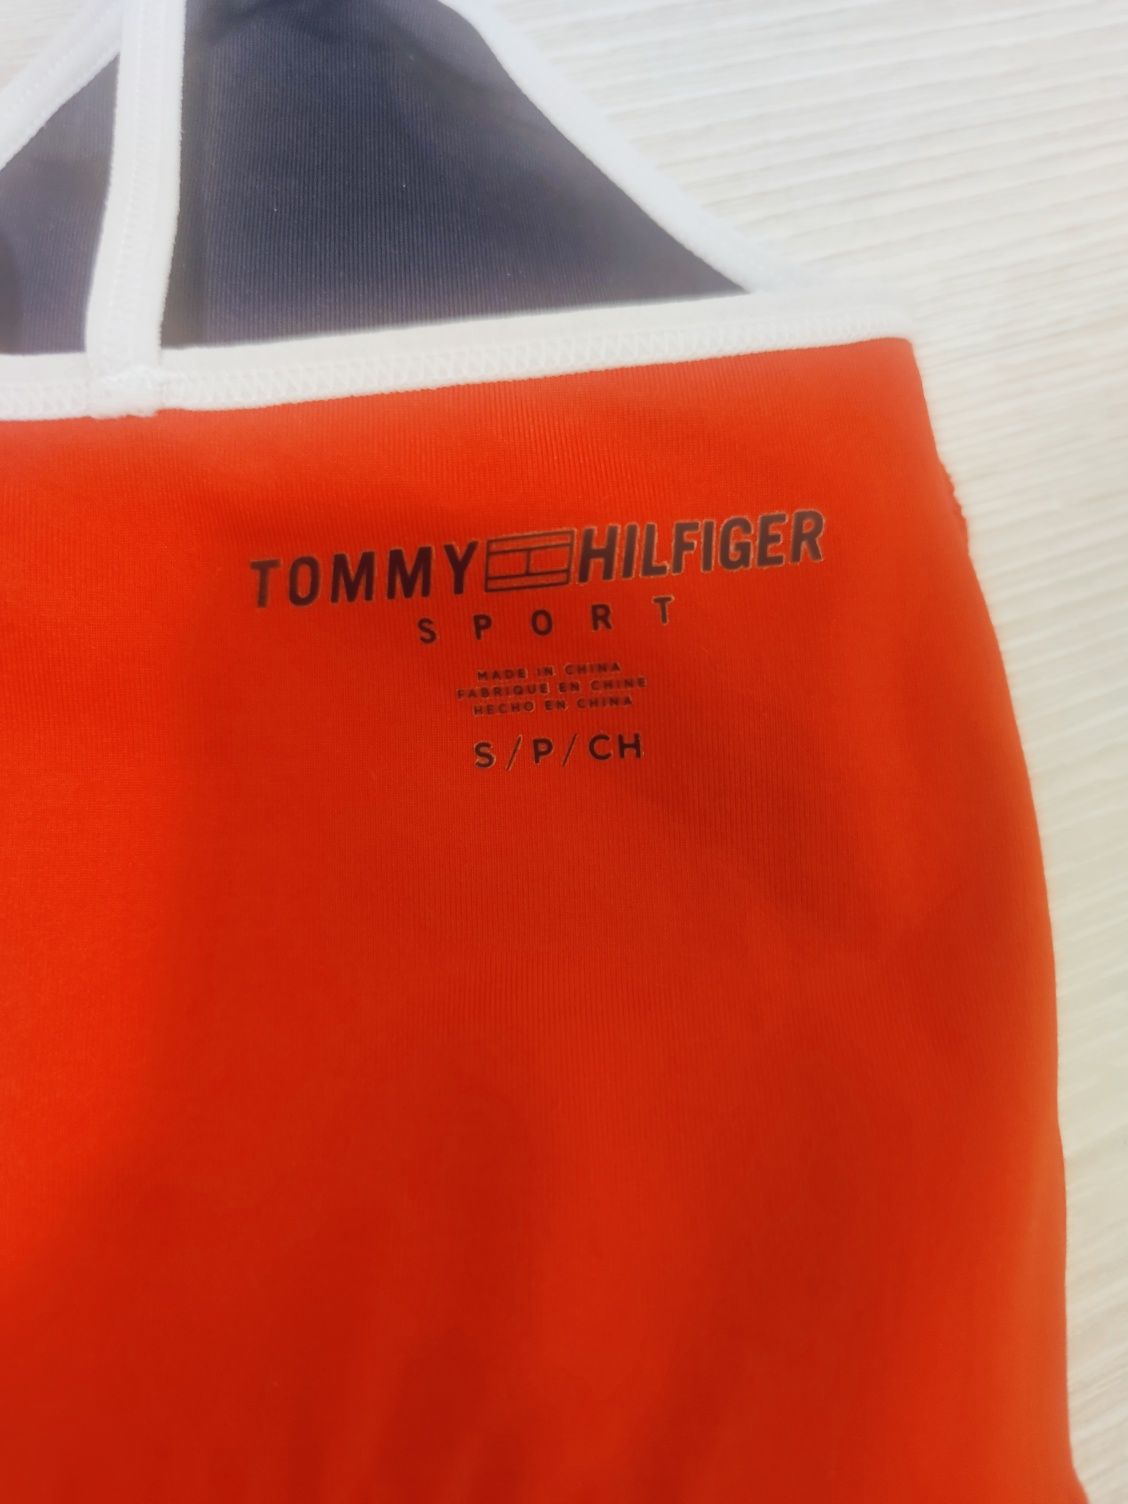 TOMMY HILFIGER
SPORT
MADE IN CHINA
FABRIQUE EN CHINE
HECHO EN CHINA
S/P/CH